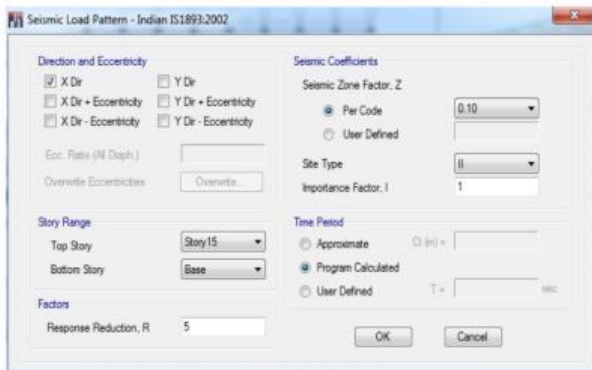 Seismic Load Pattern - Indian IS1893:2002
Direction and Eccentricity
X Dir
Y Dir
X Dir + Eccentricity
Y Dir + Eccentricity
X Dir - Eccentricity
Y Dir - Eccentricity
Ecc. Ratio (All Diaph.)
Overwrite Eccentricities
Overwrite...
Story Range
Top Story
Story15
Bottom Story
Base
Factors
Response Reduction, R
5
Seismic Coefficients
Seismic Zone Factor, Z
Per Code
0.10
User Defined
Site Type
II
Importance Factor, I
1
Time Period
Approximate
Ct (m) =
Program Calculated
User Defined
T =
sec
OK
Cancel